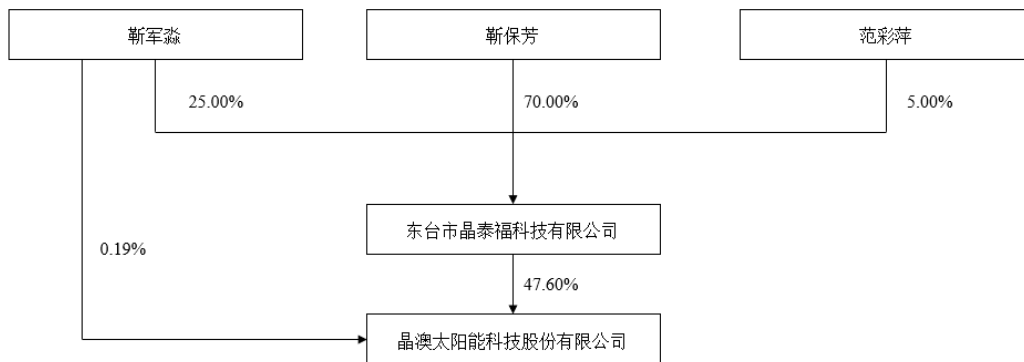 靳军淼
靳保芳
范彩萍
25.00%
70.00%
5.00%
东台市晶泰福科技有限公司
0.19%
47.60%
晶澳太阳能科技股份有限公司